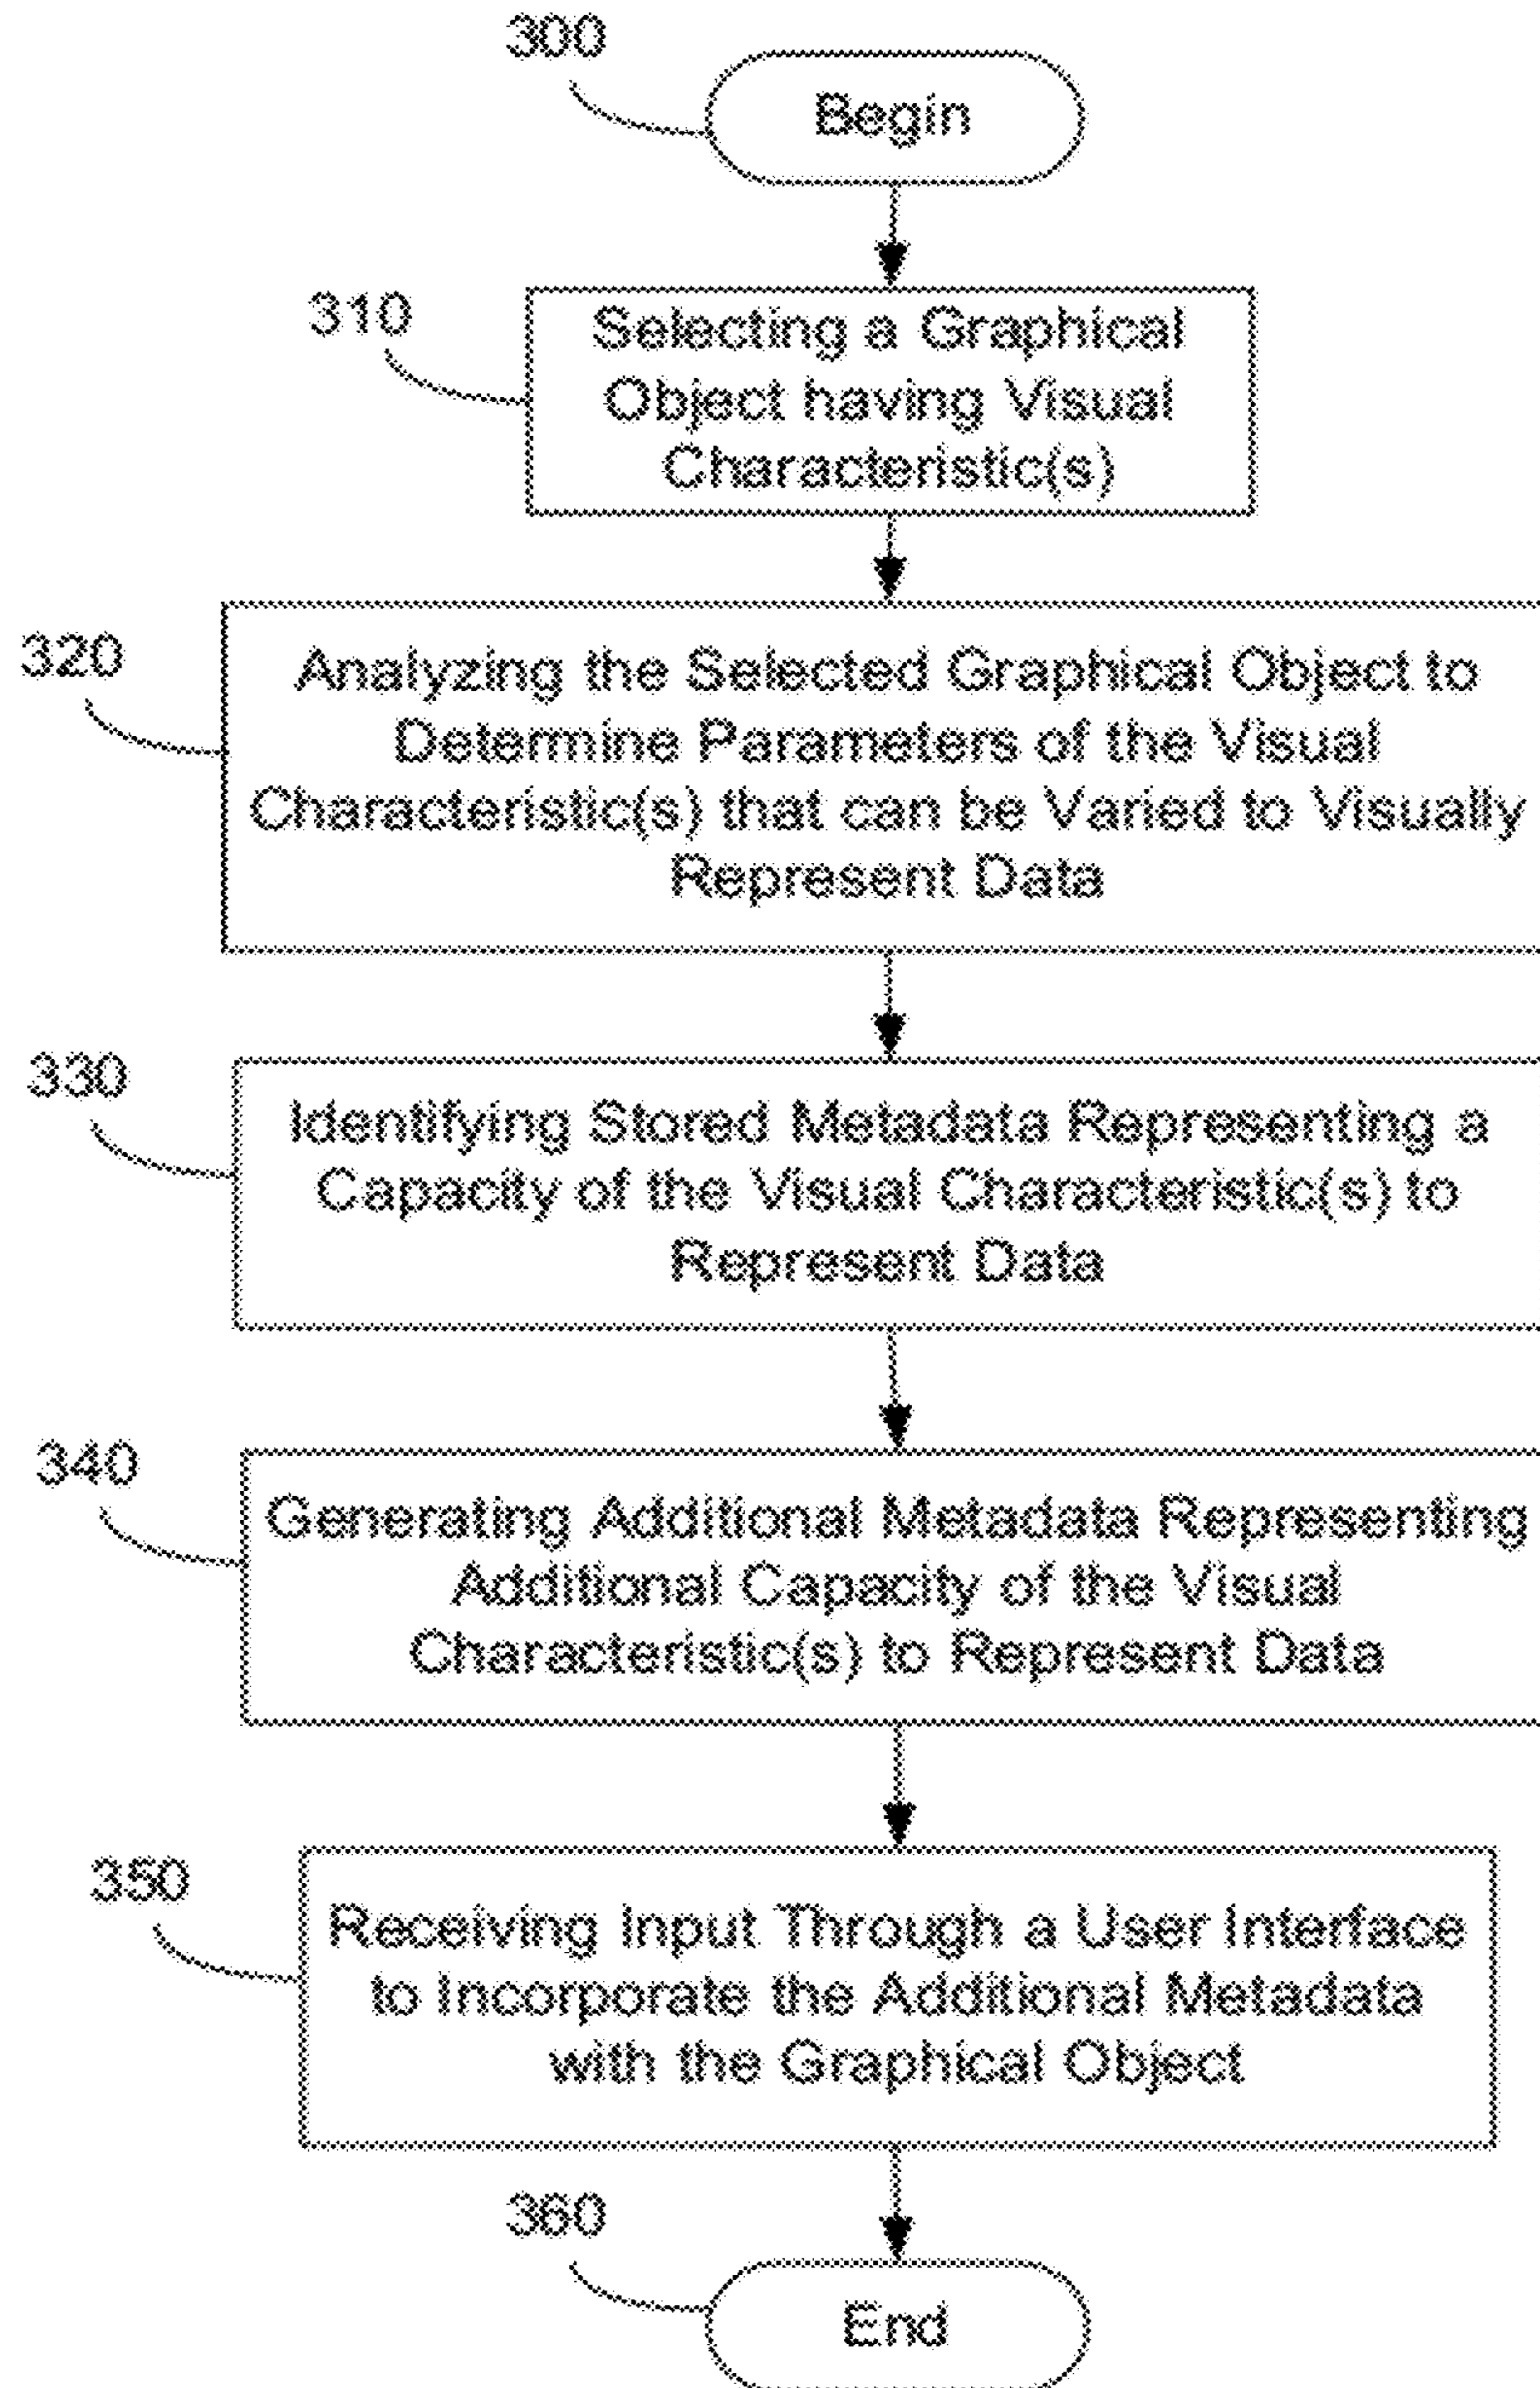 300
Begin
310
Selecting a Graphical
Object having Visual
Characteristic(s)
320
Analyzing the Selected Graphical Object to
Determine Parameters of the Visual
Characteristic(s) that can be Varied to Visually
Represent Data
330
Identifying Stored Metadata Representing a
Capacity of the Visual Characteristic(s) to
Represent Data
340
Generating Additional Metadata Representing
Additional Capacity of the Visual
Characteristic(s) to Represent Data
350
Receiving Input Through a User Interface
to Incorporate the Additional Metadata
with the Graphical Object
360
End